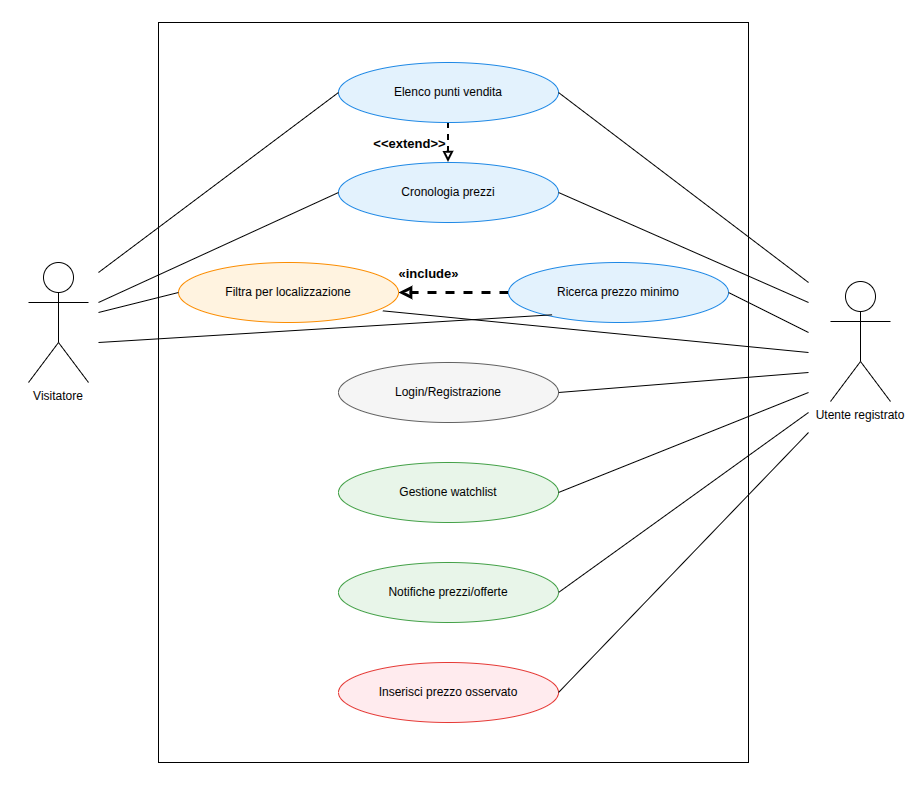 Elenco punti vendita
<<extend>>
Cronologia prezzi
«include»
Filtra per localizzazione
Ricerca prezzo minimo
Visitatore
Login/Registrazione
Utente registrato
Gestione watchlist
Notifiche prezzi/offerte
Inserisci prezzo osservato